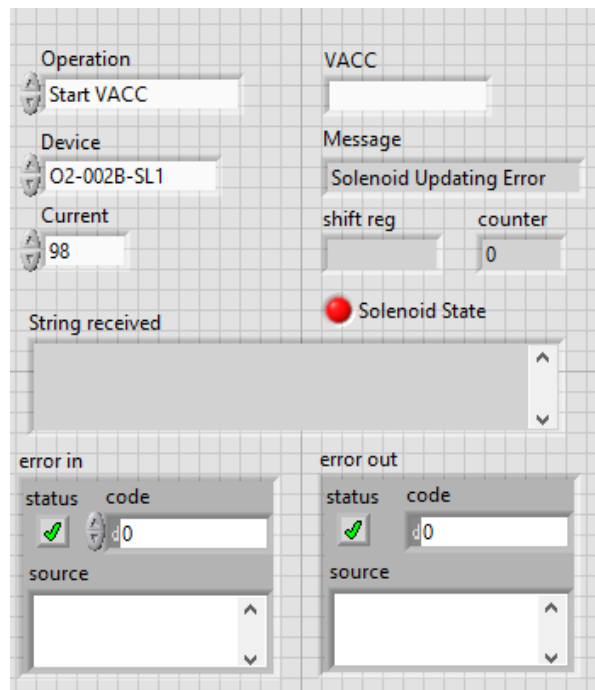 Operation
Start VACC
VACC
Device
O2-002B-SL1
Message
Solenoid Updating Error
Current
98
shift reg
counter
0
Solenoid State
String received
error in
status
code
d 0
source
error out
status
code
d 0
source